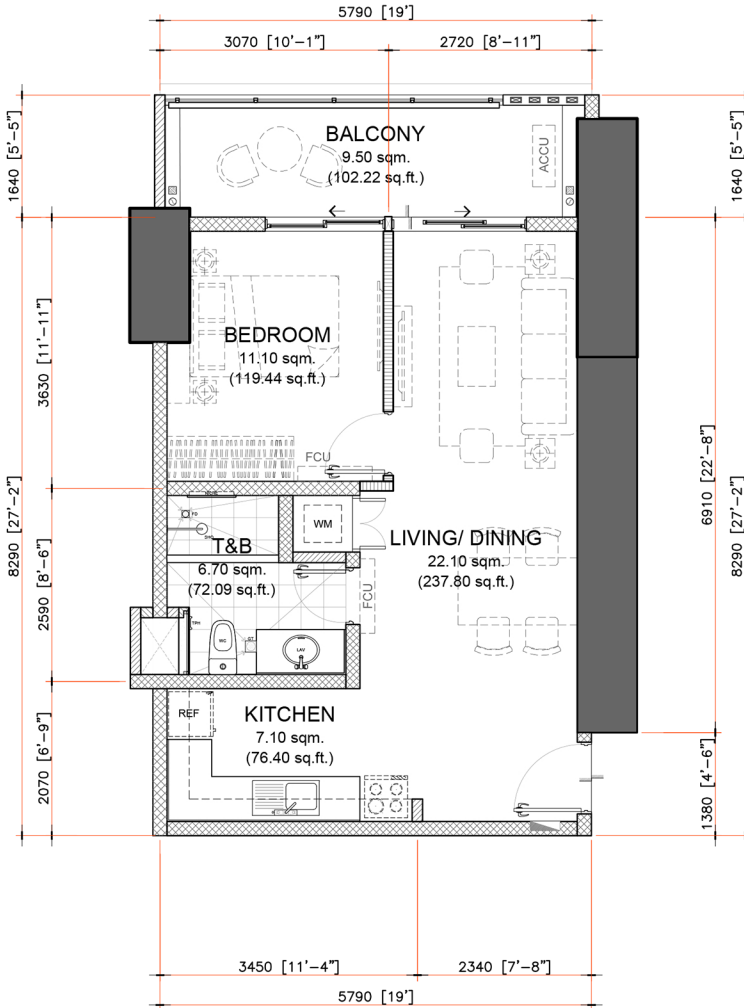 5790 [19']
3070 [10'-1"]
2720 [8'-11"]
1640 [5'-5"]
1640 [5'-5"]
BALCONY
9.50 sqm.
(102.22 sq.ft.)
ACCU
3630 [11'-11"]
BEDROOM
11.10 sqm.
(119.44 sq.ft.)
FCU
8290 [27'-2"]
6910 [22'-8"]
8290 [27'-2"]
FD
SHO
WM
T&B
6.70 sqm.
(72.09 sq.ft.)
LIVING/ DINING
22.10 sqm.
(237.80 sq.ft.)
FCU
2590 [8'-6"]
TPH
WC
ST
LAV
REF
KITCHEN
7.10 sqm.
(76.40 sq.ft.)
2070 [6'-9"]
1380 [4'-6"]
3450 [11'-4"]
2340 [7'-8"]
5790 [19']